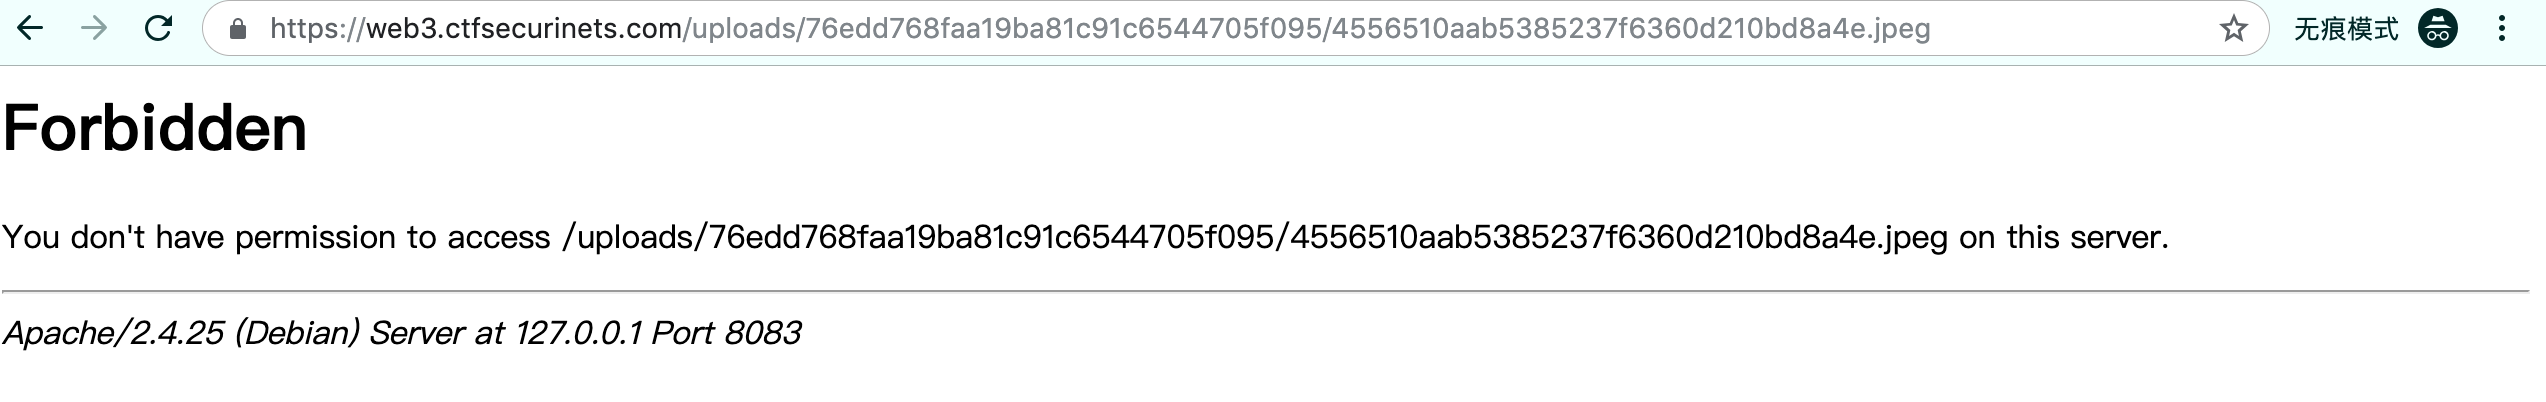 https://web3.ctfsecurinets.com/uploads/76edd768faa19ba81c91c6544705f095/4556510aab5385237f6360d210bd8a4e.jpeg 无痕模式
Forbidden
You don't have permission to access /uploads/76edd768faa19ba81c91c6544705f095/4556510aab5385237f6360d210bd8a4e.jpeg on this server.
Apache/2.4.25 (Debian) Server at 127.0.0.1 Port 8083